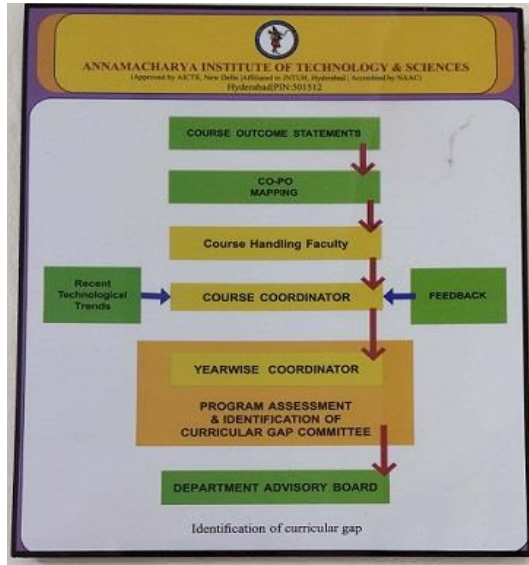 ANNAMACHARYA INSTITUTE OF TECHNOLOGY & SCIENCES
(Approved by AICTE, New Delhi |Affiliated to JNTUH, Hyderabad | Accredited by NAAC)
Hyderabad|PIN:501512
COURSE OUTCOME STATEMENTS
CO-PO
MAPPING
Course Handling Faculty
Recent
Technological
Trends
COURSE COORDINATOR
FEEDBACK
YEARWISE COORDINATOR
PROGRAM ASSESSMENT
& IDENTIFICATION OF
CURRICULAR GAP COMMITTEE
DEPARTMENT ADVISORY BOARD
Identification of curricular gap